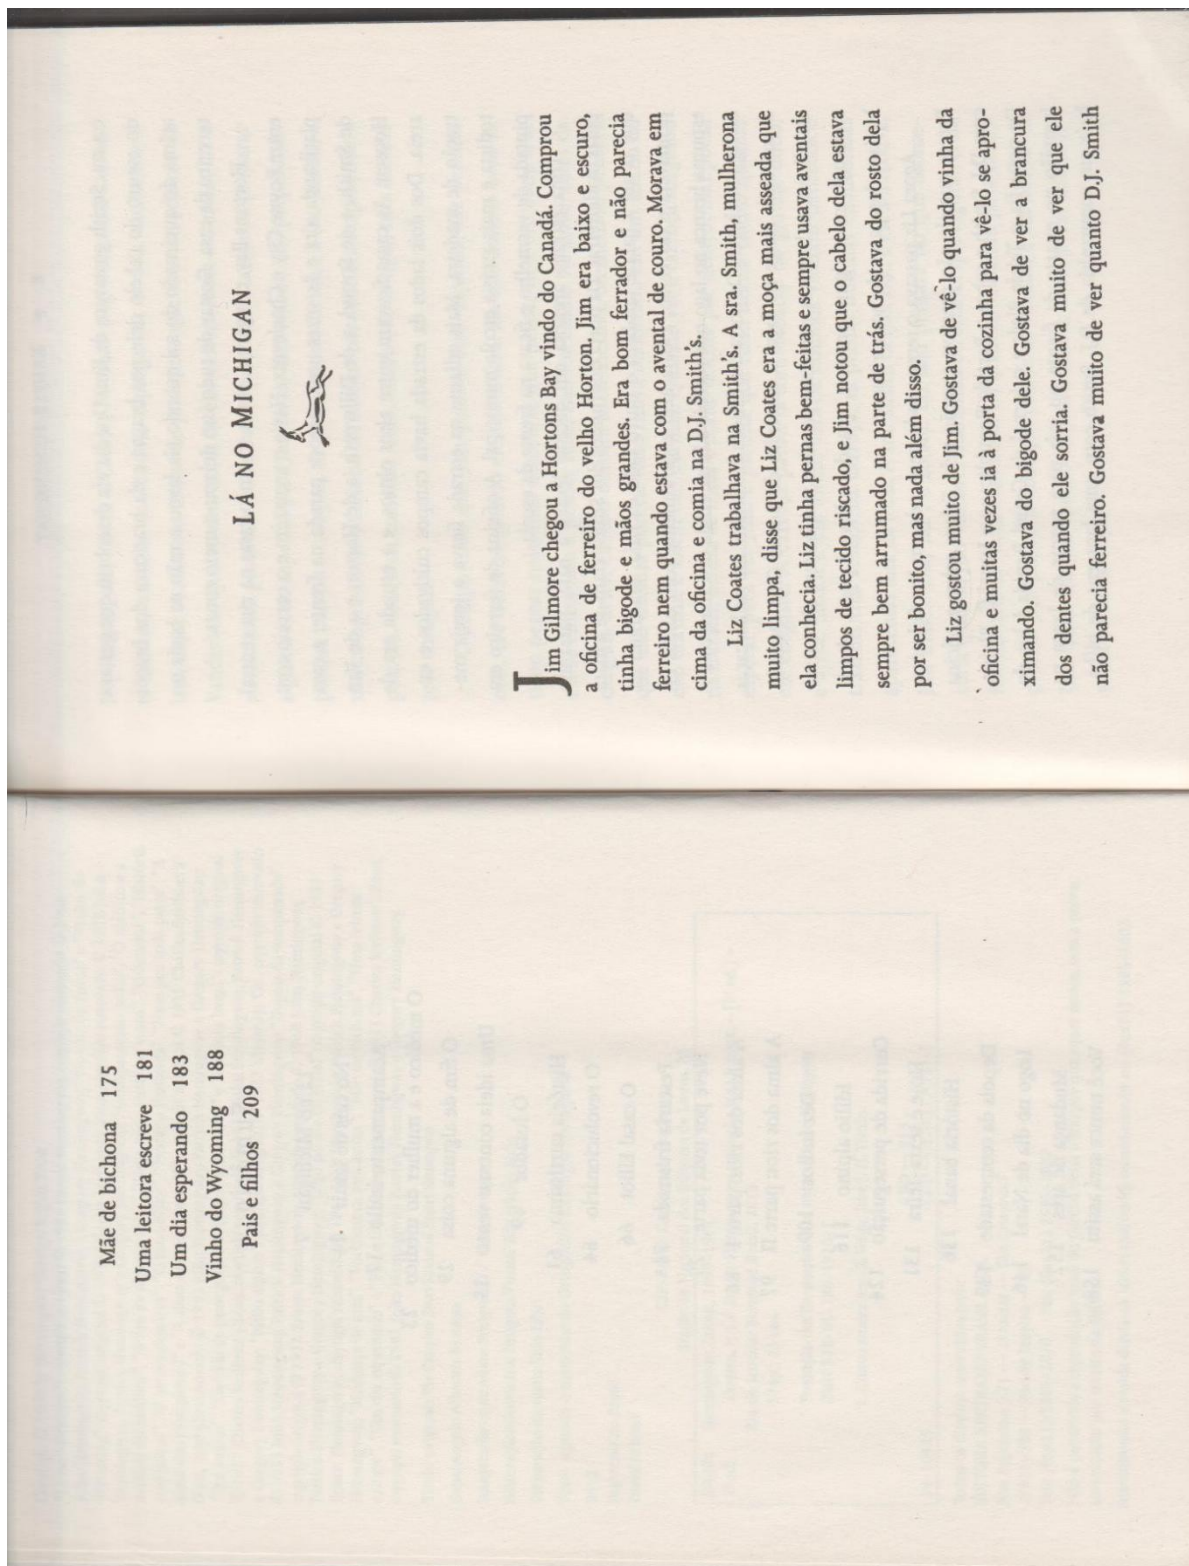 Mãe de bichona 175
Uma leitora escreve 181
Um dia esperando 183
Vinho do Wyoming 188
Pais e filhos 209
LÁ NO MICHIGAN
Jim Gilmore chegou a Hortons Bay vindo do Canadá. Comprou
a oficina de ferreiro do velho Horton. Jim era baixo e escuro,
tinha bigode e mãos grandes. Era bom ferrador e não parecia
ferreiro nem quando estava com o avental de couro. Morava em
cima da oficina e comia na D.J. Smith's.
Liz Coates trabalhava na Smith's. A sra. Smith, mulherona
muito limpa, disse que Liz Coates era a moça mais asseada que
ela conhecia. Liz tinha pernas bem-feitas e sempre usava aventais
limpos de tecido riscado, e Jim notou que o cabelo dela estava
sempre bem arrumado na parte de trás. Gostava do rosto dela
por ser bonito, mas nada além disso.
Liz gostou muito de Jim. Gostava de vê-lo quando vinha da
oficina e muitas vezes ia à porta da cozinha para vê-lo se apro-
ximando. Gostava do bigode dele. Gostava de ver a brancura
dos dentes quando ele sorria. Gostava muito de ver que ele
não parecia ferreiro. Gostava muito de ver quanto D.J. Smith